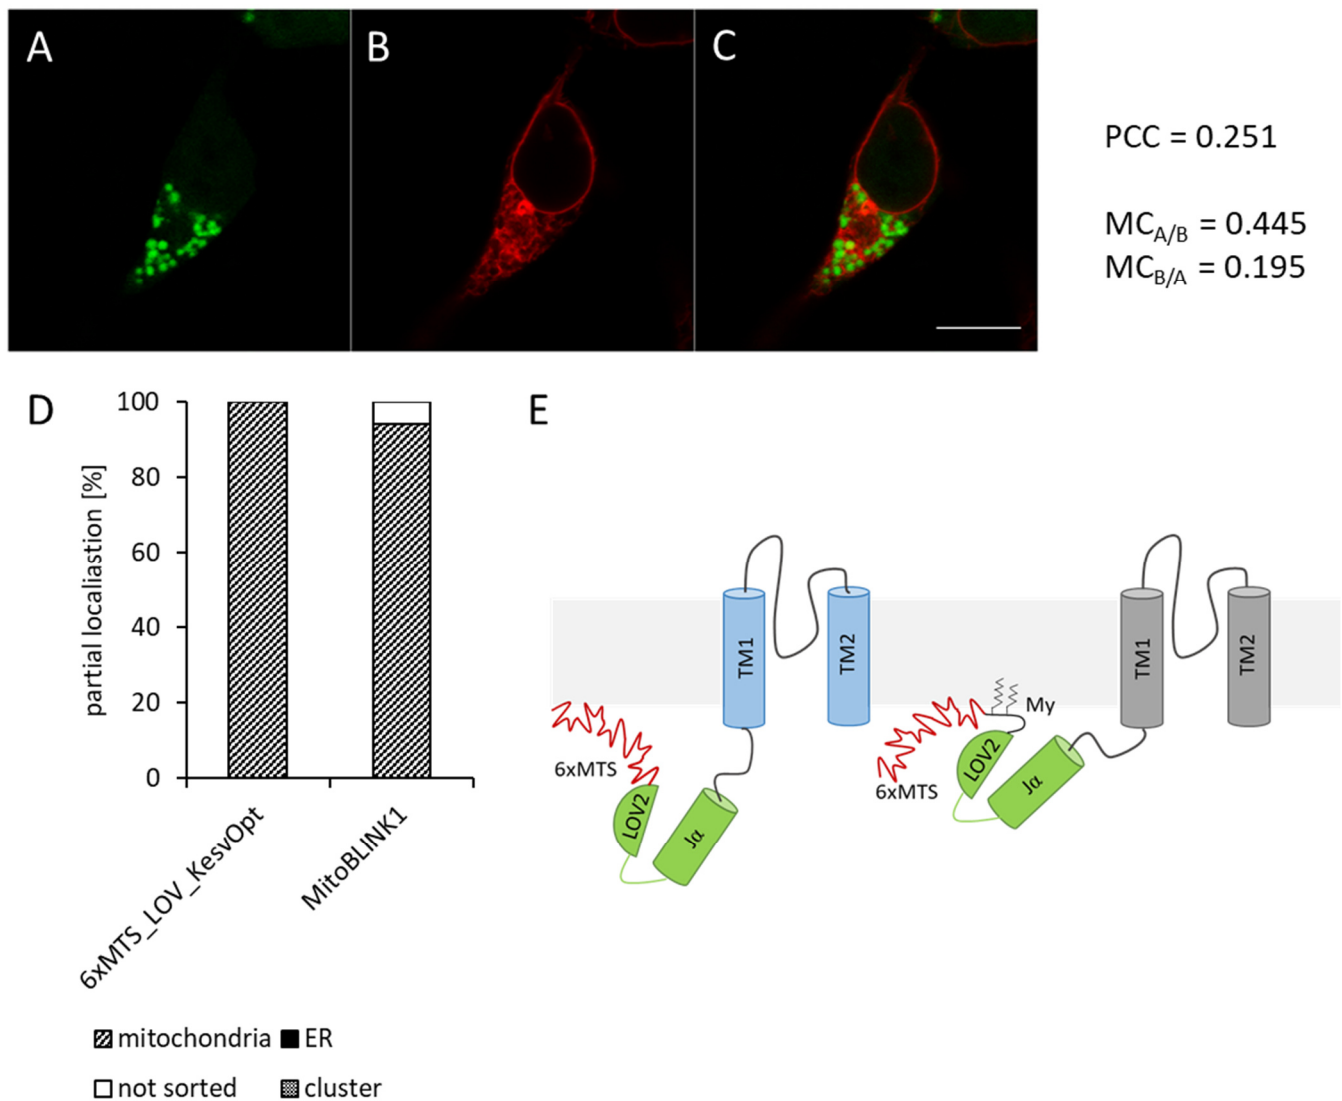 A
B
C
PCC = 0.251
MCA/B = 0.445
MCB/A = 0.195
D
E
partial localiastion [%]
100
80
60
40
20
0
6xMTS_LOV_KesvOpt
MitoBLINK1
mitochondria
ER
not sorted
cluster
TM1
TM2
6xMTS
LOV2
Jα
TM1
TM2
My
6xMTS
LOV2
Jα